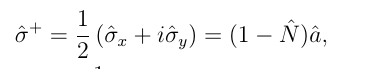 σ̂⁺ = 1/2 (σ̂ₓ + iσ̂ᵧ) = (1 − N̂)â,